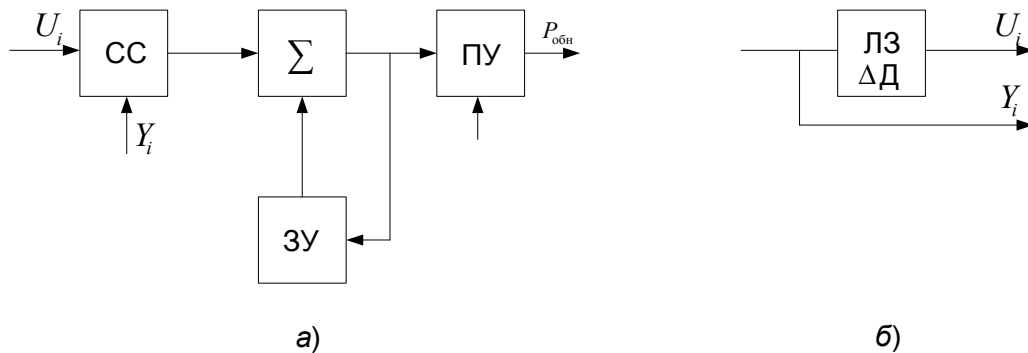 U_i
СС
Σ
ПУ
P_обн
Y_i
ЗУ
а)
ЛЗ
ΔД
U_i
Y_i
б)